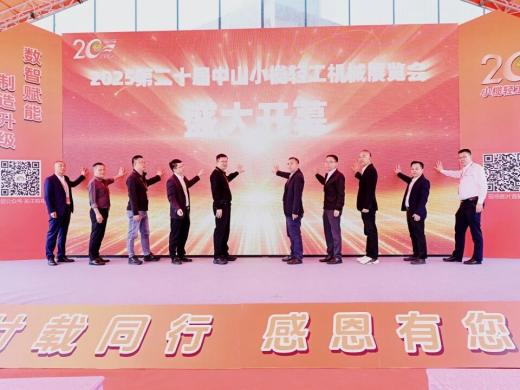 20
2025第二十届中山小榄轻工机械展览会
盛大开幕
数智赋能
制造升级
20
小榄轻工
计载同行 感恩有您